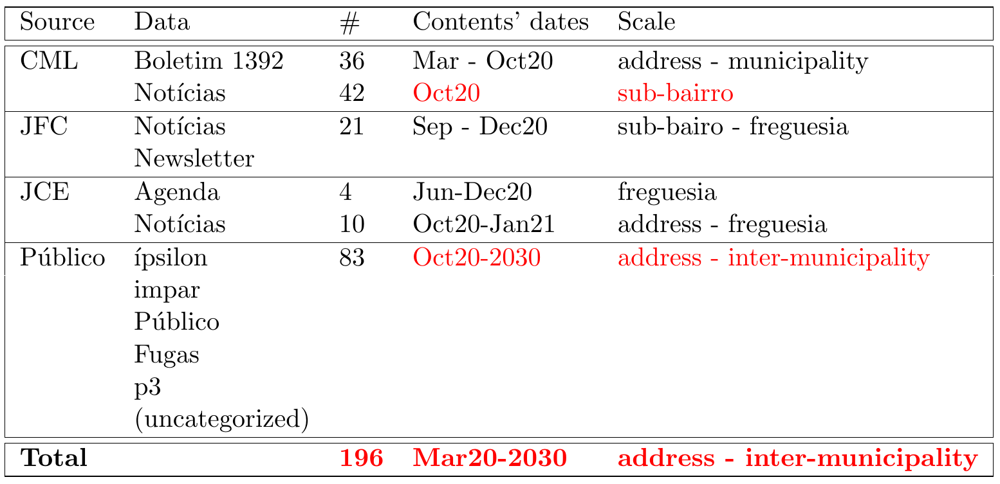 Source Data # Contents' dates Scale
CML Boletim 1392 36 Mar - Oct20 address - municipality
Notícias 42 Oct20 sub-bairro
JFC Notícias 21 Sep - Dec20 sub-bairo - freguesia
Newsletter
JCE Agenda 4 Jun-Dec20 freguesia
Notícias 10 Oct20-Jan21 address - freguesia
Público ípsilon 83 Oct20-2030 address - inter-municipality
impar
Público
Fugas
p3
(uncategorized)
Total 196 Mar20-2030 address - inter-municipality